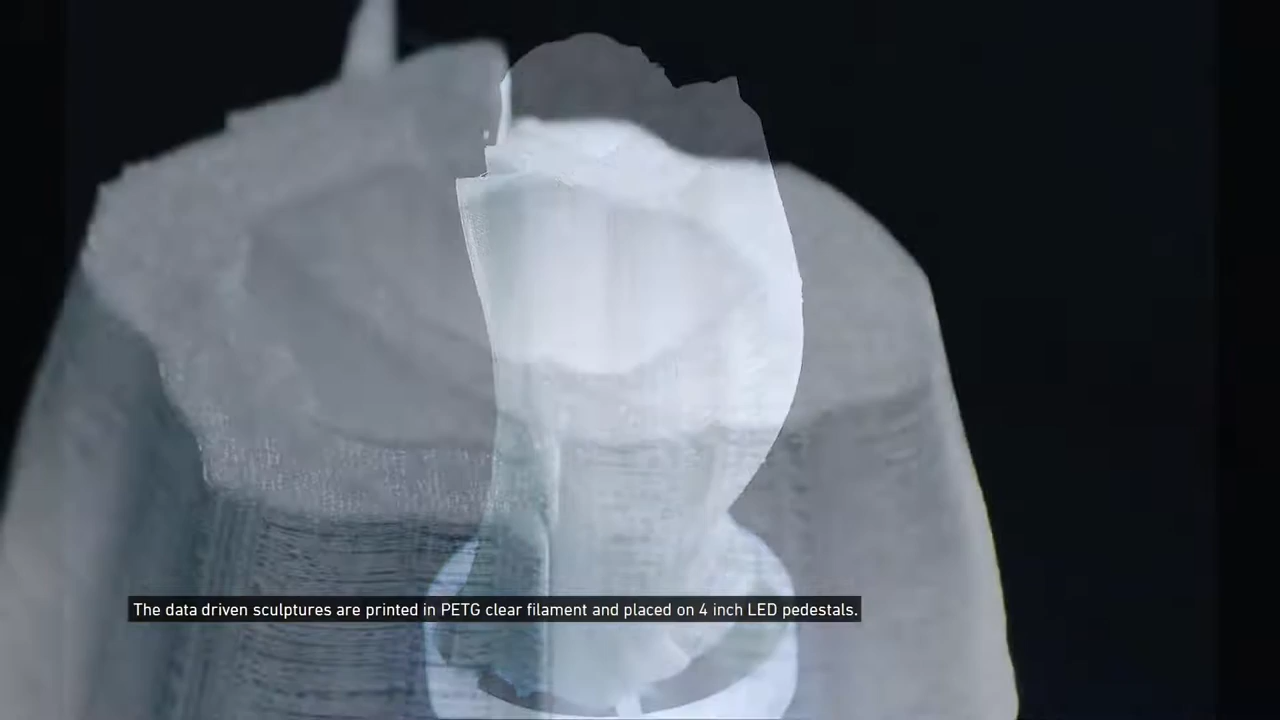 The data driven sculptures are printed in PETG clear filament and placed on 4 inch LED pedestals.